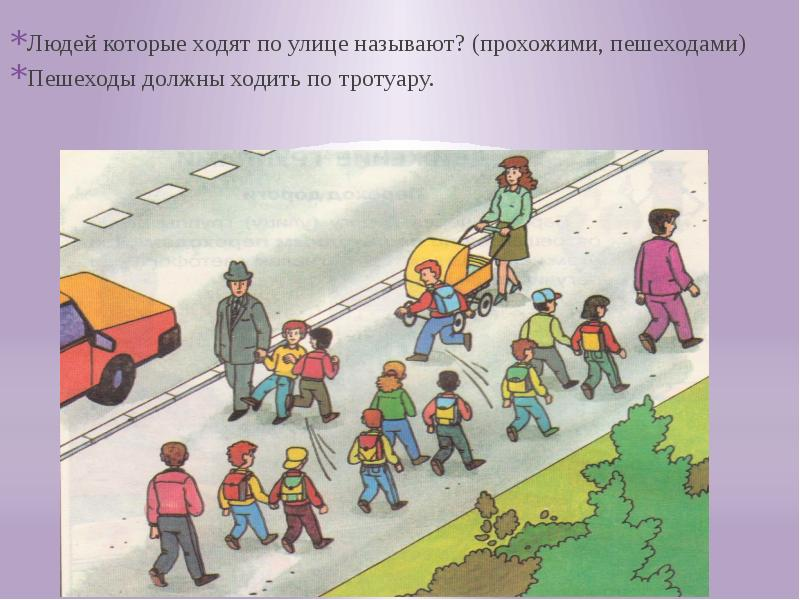 * Людей которые ходят по улице называют? (прохожими, пешеходами)
* Пешеходы должны ходить по тротуару.